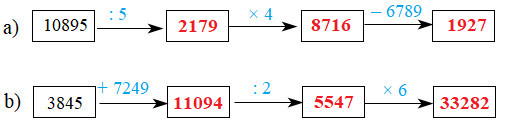 a) 10895 : 5 2179 × 4 8716 – 6789 1927
b) 3845 + 7249 11094 : 2 5547 × 6 33282